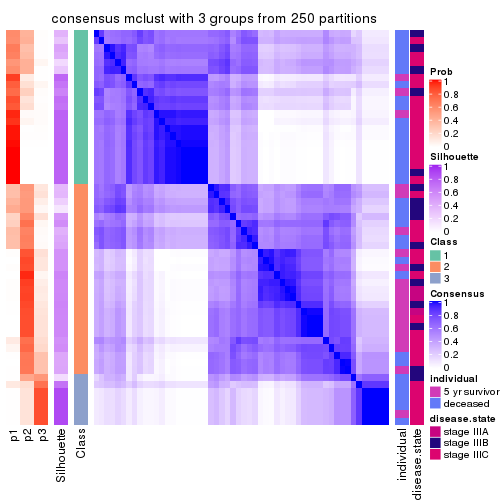 consensus mclust with 3 groups from 250 partitions
Prob
1
0.8
0.6
0.4
0.2
0
Silhouette
1
0.8
0.6
0.4
0.2
0
Class
1
2
3
Consensus
1
0.8
0.6
0.4
0.2
0
individual
5 yr survivor
deceased
disease.state
stage IIIA
stage IIIB
stage IIIC
p1
p2
p3
Silhouette
Class
individual
disease.state